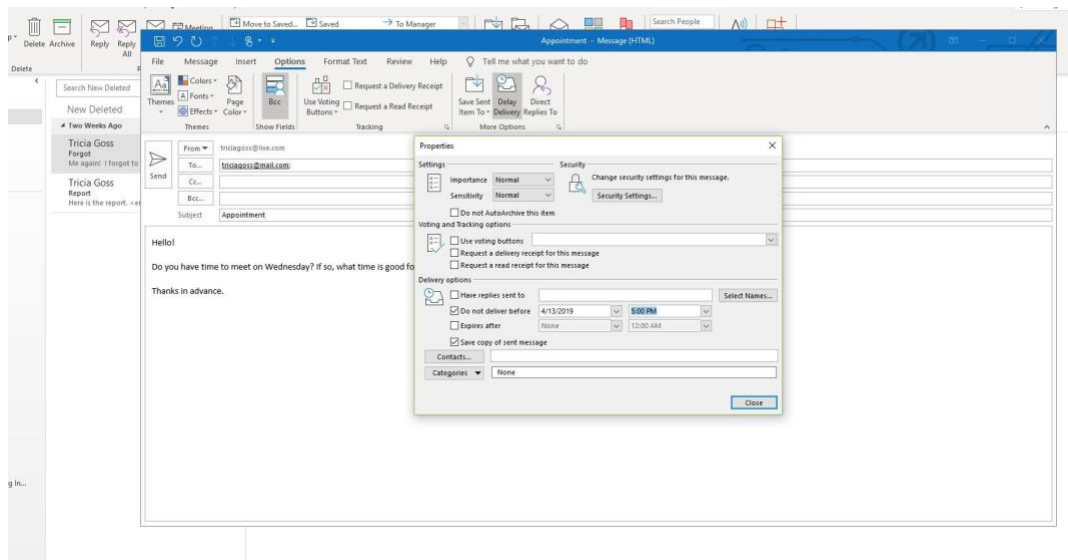 Meeting
Move to Saved...
Saved
To Manager
Search People
Delete
Archive
Reply
Reply
All
Delete
Appointment - Message (HTML)
File Message Insert Options Format Text Review Help Tell me what you want to do
Themes
Colors
Fonts
Effects
Page
Color
Bcc
Use Voting
Buttons
Request a Delivery Receipt
Request a Read Receipt
Save Sent
Item To
Delay
Delivery
Direct
Replies To
Themes
Show Fields
Tracking
More Options
Search New Deleted
New Deleted
Two Weeks Ago
Tricia Goss
Forgot
Me again! I forgot to
Tricia Goss
Report
Here is the report.
Send
From triciagoss@live.com
To... triciagoss@mail.com;
Cc...
Bcc...
Subject Appointment
Hello!
Do you have time to meet on Wednesday? If so, what time is good fo
Thanks in advance.
Properties
Settings
Security
Importance Normal
Change security settings for this message.
Sensitivity Normal
Security Settings...
Do not AutoArchive this item
Voting and Tracking options
Use voting buttons
Request a delivery receipt for this message
Request a read receipt for this message
Delivery options
Have replies sent to
Select Names...
Do not deliver before 4/13/2019 5:00 PM
Expires after None 12:00 AM
Save copy of sent message
Contacts...
Categories None
Close
g In...